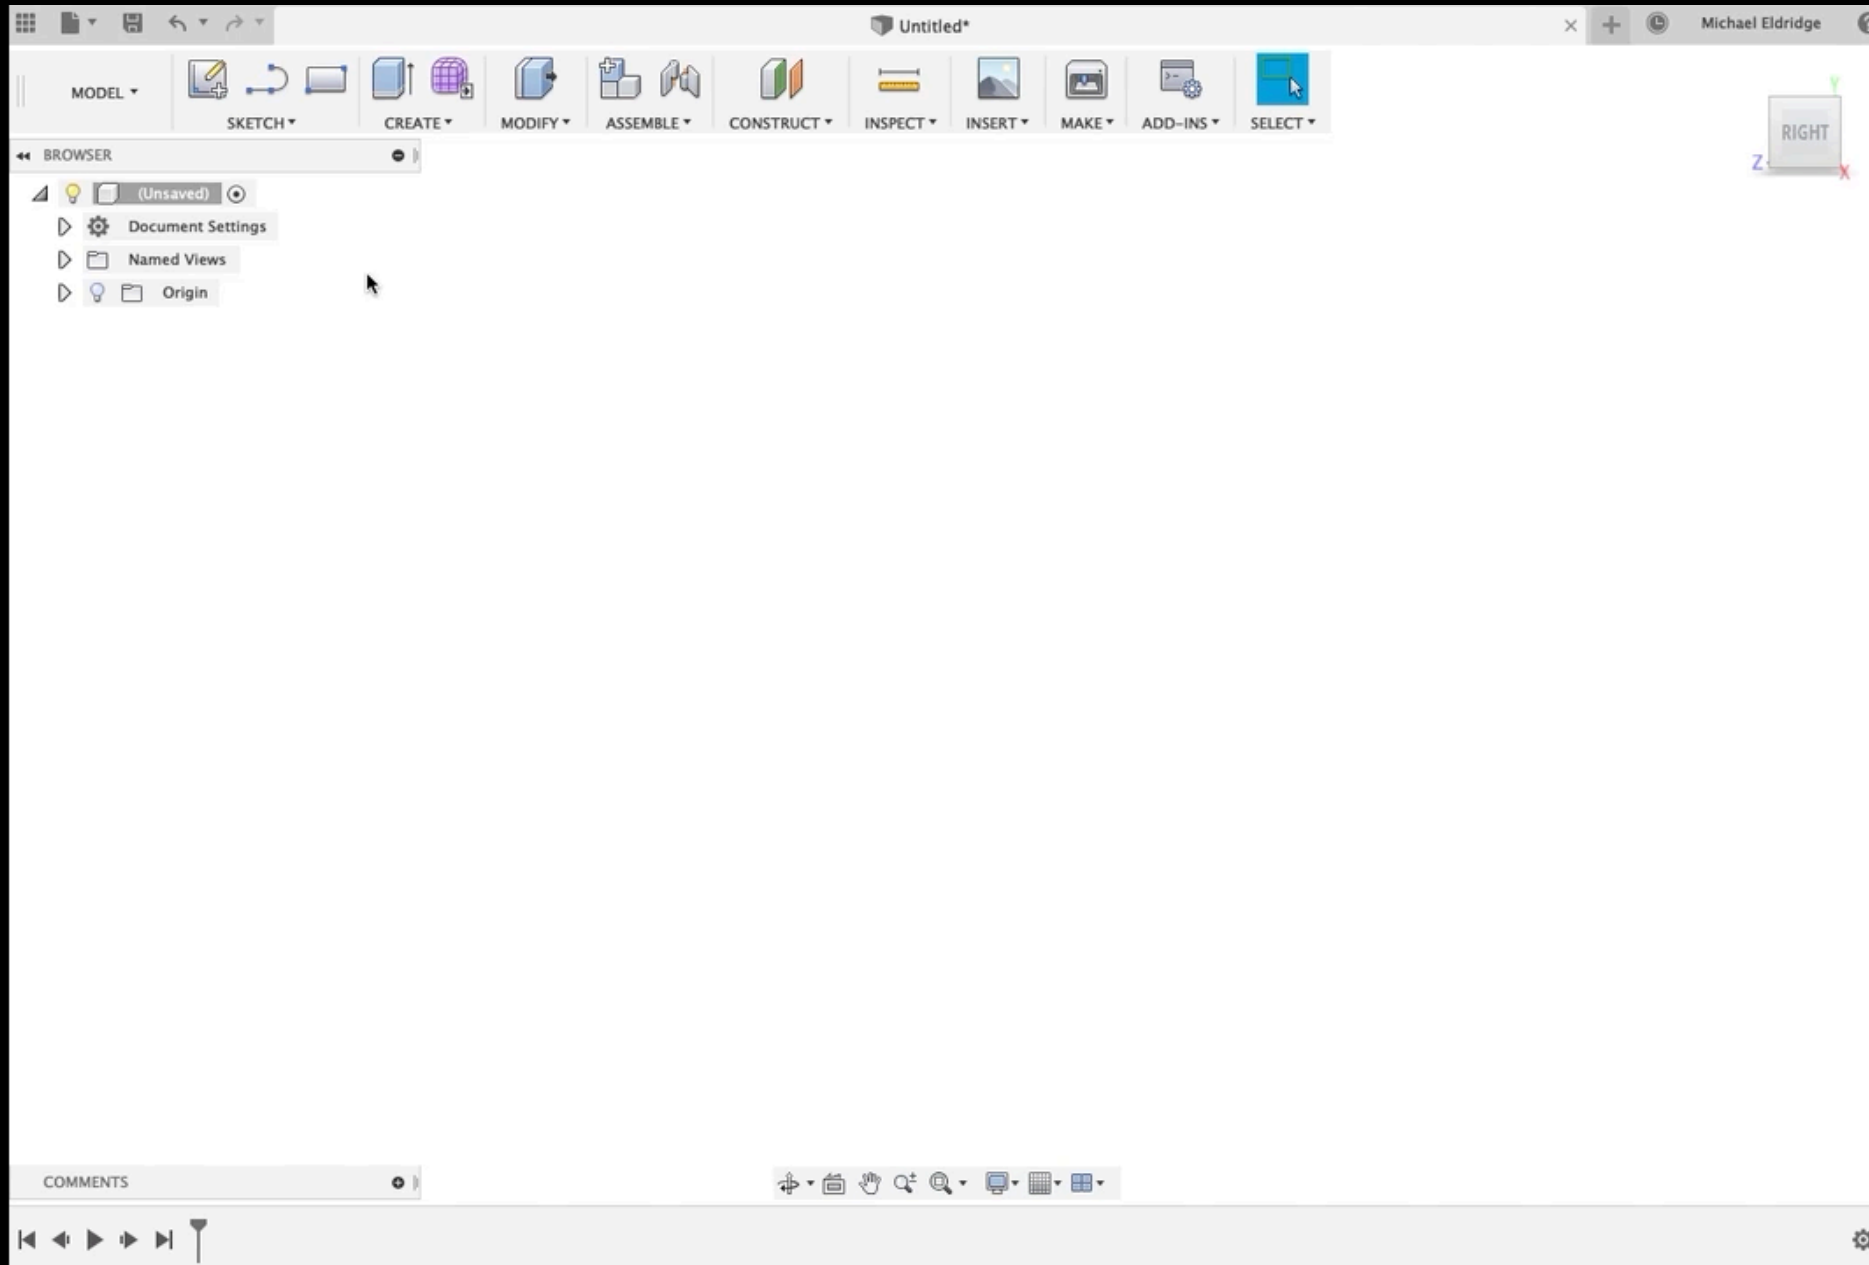 Untitled*
Michael Eldridge
MODEL
SKETCH
CREATE
MODIFY
ASSEMBLE
CONSTRUCT
INSPECT
INSERT
MAKE
ADD-INS
SELECT
Y
RIGHT
Z
X
BROWSER
(Unsaved)
Document Settings
Named Views
Origin
COMMENTS